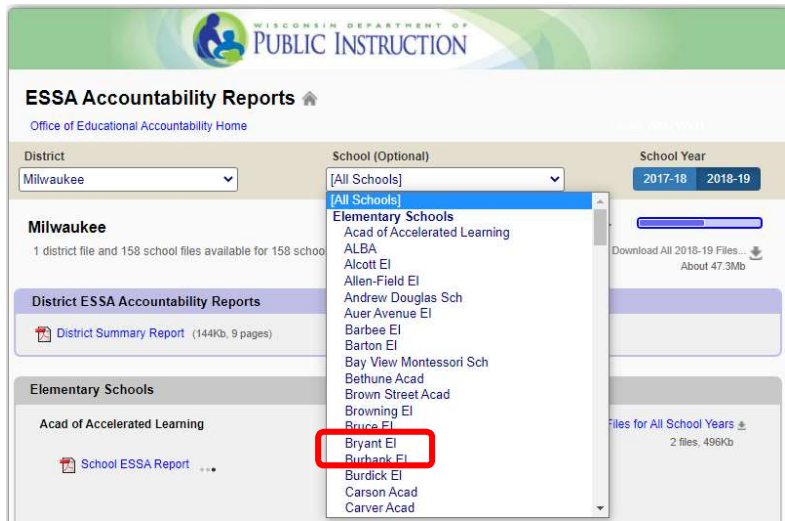 WISCONSIN DEPARTMENT OF
PUBLIC INSTRUCTION
ESSA Accountability Reports
Office of Educational Accountability Home
District
School (Optional)
School Year
Milwaukee
[All Schools]
2017-18
2018-19
[All Schools]
Elementary Schools
Acad of Accelerated Learning
ALBA
Alcott El
Allen-Field El
Andrew Douglas Sch
Auer Avenue El
Barbee El
Barton El
Bay View Montessori Sch
Bethune Acad
Brown Street Acad
Browning El
Bruce El
Bryant El
Burbank El
Burdick El
Carson Acad
Carver Acad
Milwaukee
1 district file and 158 school files available for 158 schoo
Download All 2018-19 Files...
About 47.3Mb
District ESSA Accountability Reports
District Summary Report (144Kb, 9 pages)
Elementary Schools
Acad of Accelerated Learning
Files for All School Years
2 files, 496Kb
School ESSA Report